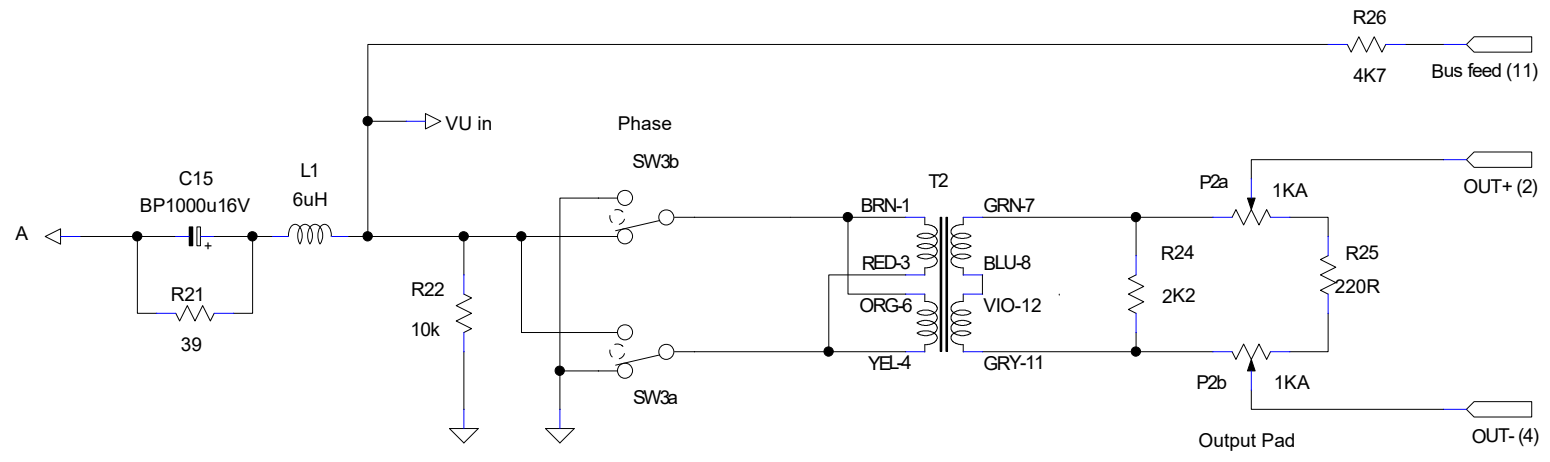 R26
4K7
Bus feed (11)
VU in
Phase
SW3b
C15
BP1000u16V
+
L1
6uH
A
R21
39
R22
10k
SW3a
T2
BRN-1
GRN-7
RED-3
BLU-8
ORG-6
VIO-12
YEL-4
GRY-11
R24
2K2
P2a
1KA
OUT+ (2)
R25
220R
P2b
1KA
Output Pad
OUT- (4)